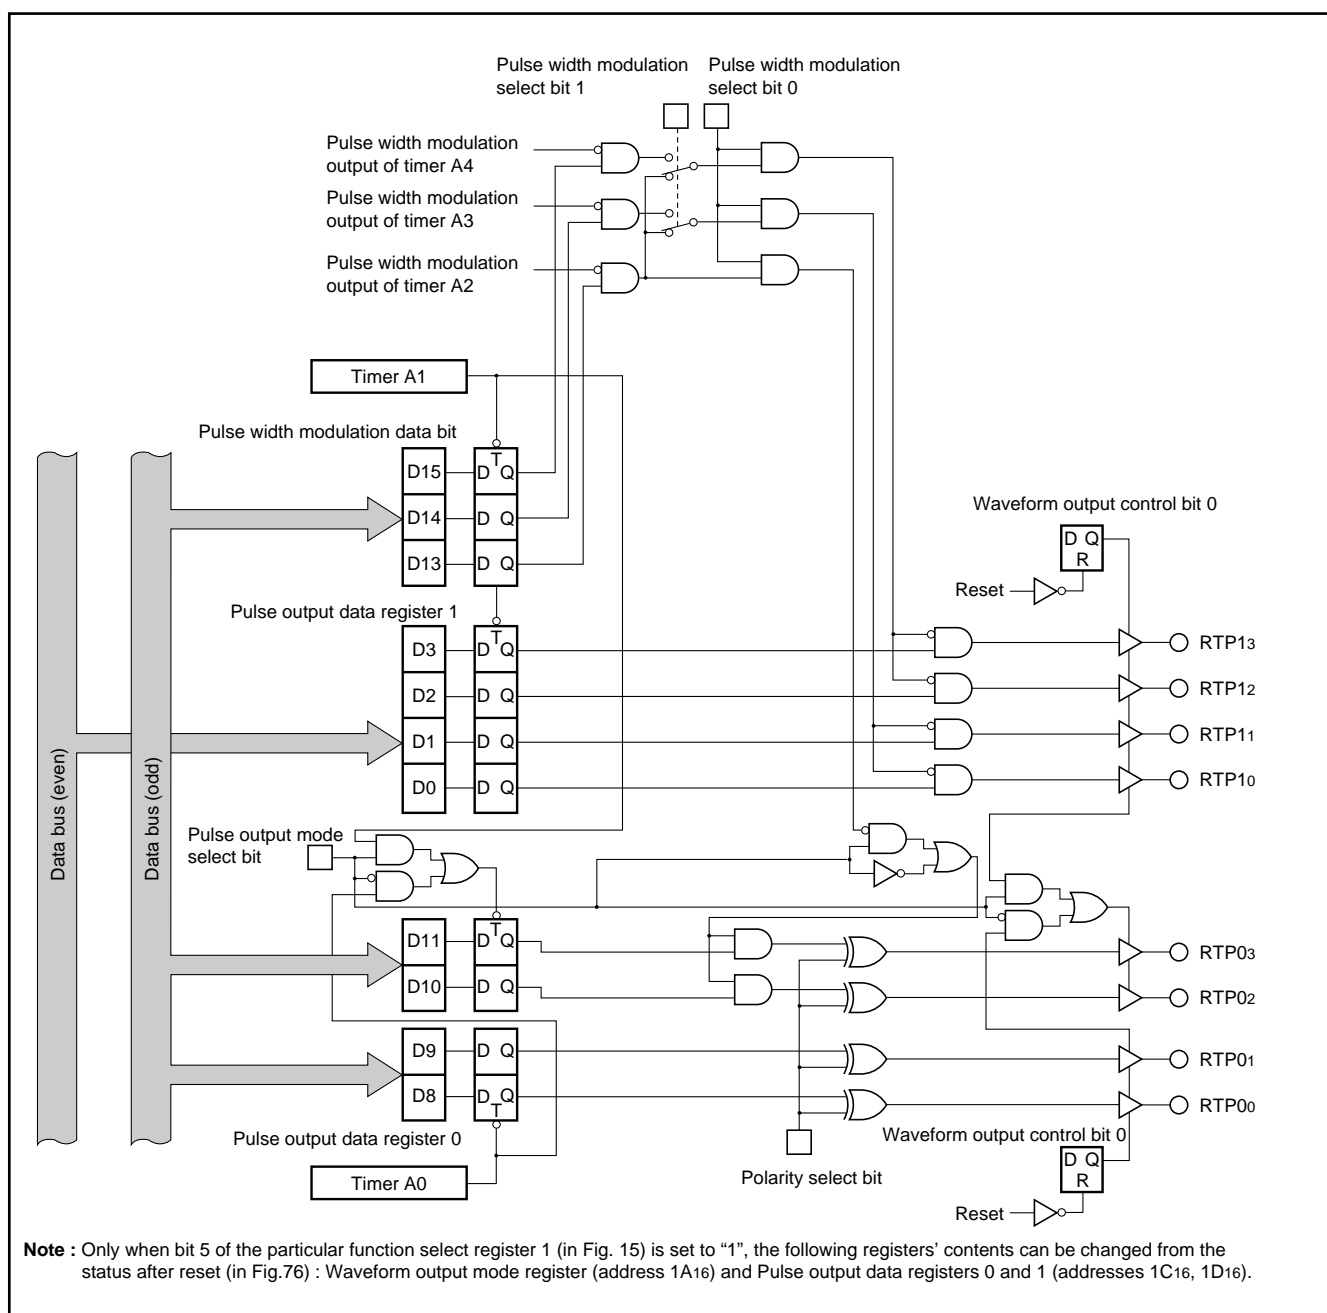 Pulse width modulation
select bit 1
Pulse width modulation
select bit 0
Pulse width modulation
output of timer A4
Pulse width modulation
output of timer A3
Pulse width modulation
output of timer A2
Timer A1
Pulse width modulation data bit
D15
D T Q
D14
D Q
D13
D Q
Waveform output control bit 0
D Q
R
Reset
Pulse output data register 1
D3
D T Q
RTP13
D2
D Q
RTP12
D1
D Q
RTP11
D0
D Q
RTP10
Data bus (even)
Data bus (odd)
Pulse output mode
select bit
D11
D T Q
RTP03
D10
D Q
RTP02
D9
D Q
RTP01
D8
D Q
T
RTP00
Pulse output data register 0
Waveform output control bit 0
D Q
R
Polarity select bit
Timer A0
Reset
Note : Only when bit 5 of the particular function select register 1 (in Fig. 15) is set to “1”, the following registers’ contents can be changed from the
status after reset (in Fig.76) : Waveform output mode register (address 1A16) and Pulse output data registers 0 and 1 (addresses 1C16, 1D16).